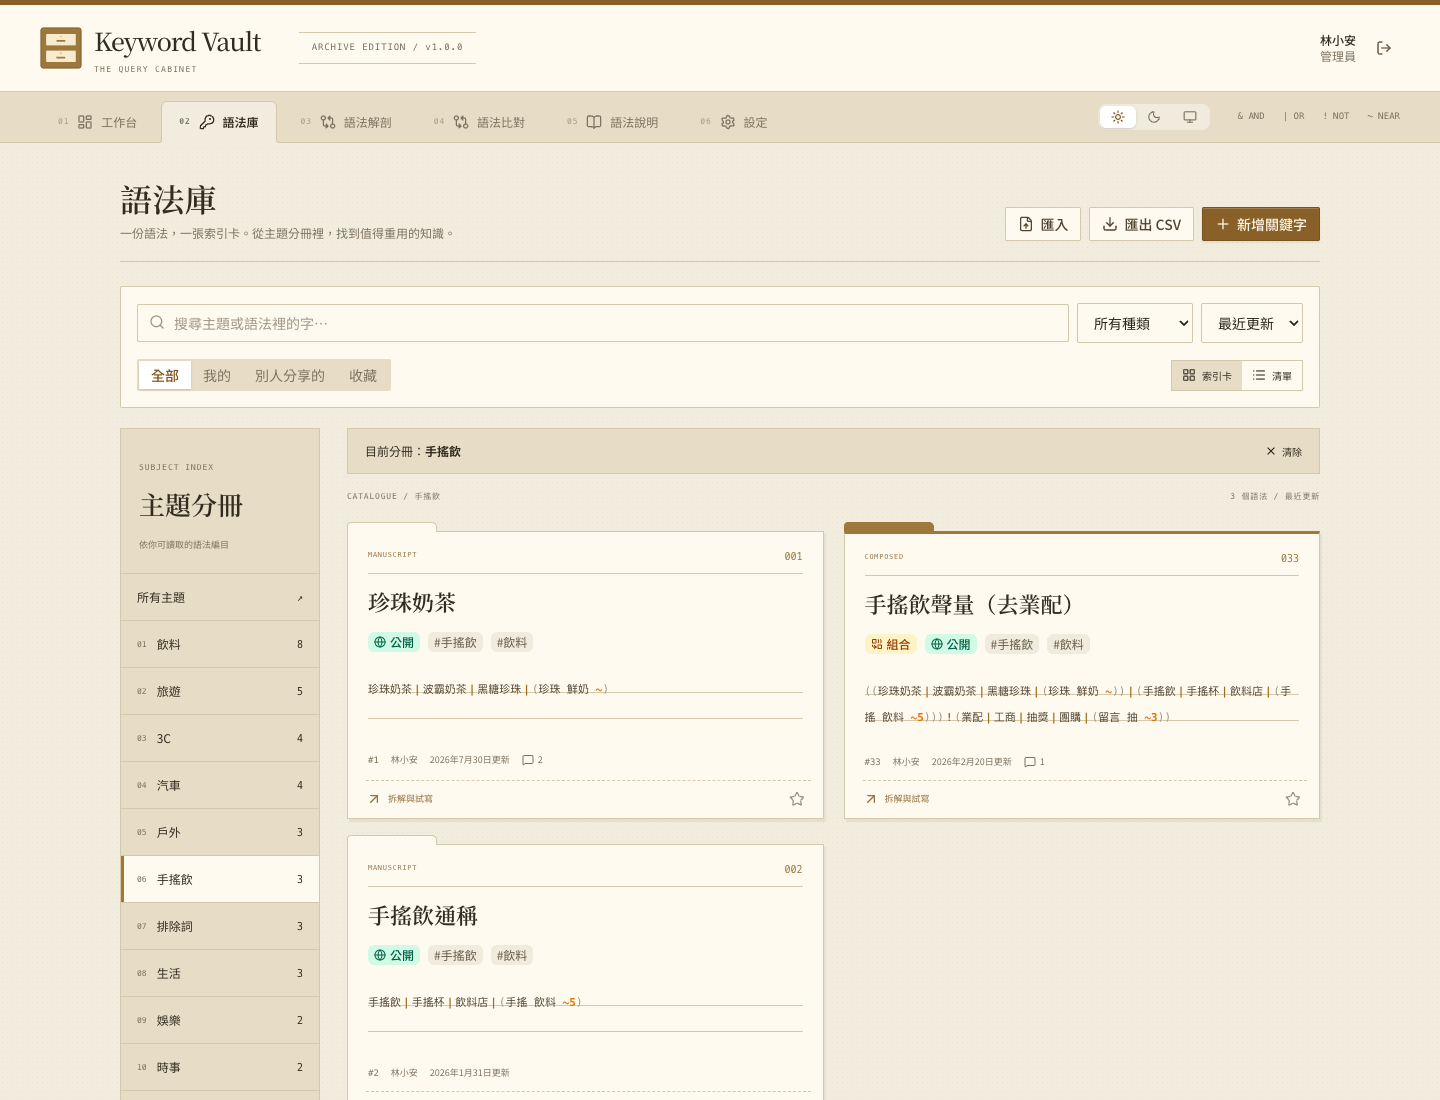 Keyword Vault
THE QUERY CABINET
ARCHIVE EDITION / v1.0.0
林小安
管理員
01 工作台
02 語法庫
03 語法解剖
04 語法比對
05 語法說明
06 設定
& AND | OR ! NOT ~ NEAR
語法庫
一份語法，一張索引卡。從主題分冊裡，找到值得重用的知識。
匯入
匯出 CSV
新增關鍵字
搜尋主題或語法裡的字⋯
所有種類
最近更新
全部 我的 別人分享的 收藏
索引卡 清單
SUBJECT INDEX
主題分冊
依你可讀取的語法編目
所有主題 ↗
01 飲料 8
02 旅遊 5
03 3C 4
04 汽車 4
05 戶外 3
06 手搖飲 3
07 排除詞 3
08 生活 3
09 娛樂 2
10 時事 2
目前分冊：手搖飲
清除
CATALOGUE / 手搖飲
3 個語法 / 最近更新
MANUSCRIPT 001
珍珠奶茶
公開 #手搖飲 #飲料
珍珠奶茶|波霸奶茶|黑糖珍珠|(珍珠 鮮奶 ~)
#1 林小安 2026年7月30日更新 2
拆解與試寫
COMPOSED 033
手搖飲聲量（去業配）
組合 公開 #手搖飲 #飲料
((珍珠奶茶|波霸奶茶|黑糖珍珠|(珍珠 鮮奶 ~))|(手搖飲|手搖杯|飲料店|(手
搖 飲料 ~5)))!(業配|工商|抽獎|團購|(留言 抽 ~3))
#33 林小安 2026年2月20日更新 1
拆解與試寫
MANUSCRIPT 002
手搖飲通稱
公開 #手搖飲 #飲料
手搖飲|手搖杯|飲料店|(手搖 飲料 ~5)
#2 林小安 2026年1月31日更新